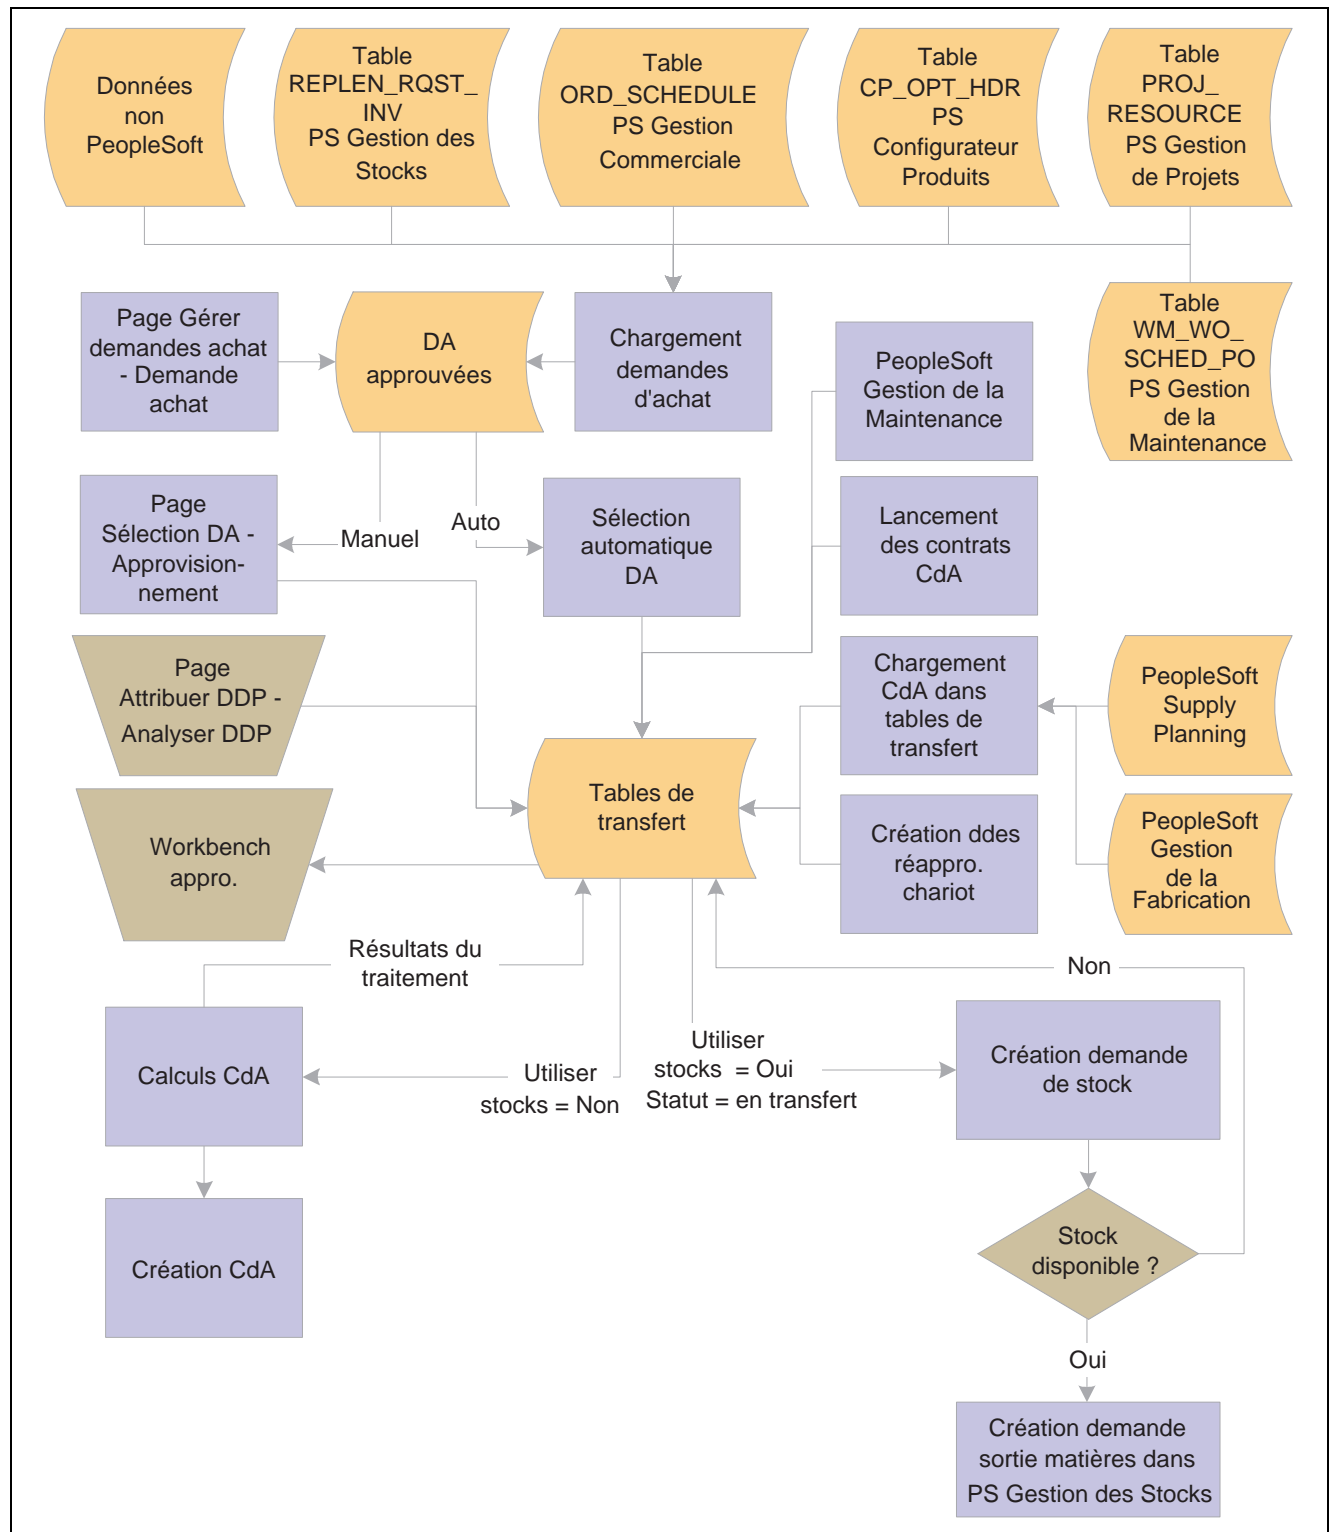 Données
non
PeopleSoft
Table
REPLEN_RQST_
INV
PS Gestion des
Stocks
Table
ORD_SCHEDULE
PS Gestion
Commerciale
Table
CP_OPT_HDR
PS
Configurateur
Produits
Table
PROJ_
RESOURCE
PS Gestion
de Projets
Page Gérer
demandes achat
- Demande
achat
DA
approuvées
Chargement
demandes
d'achat
PeopleSoft
Gestion de la
Maintenance
Table
WM_WO_
SCHED_PO
PS Gestion
de la
Maintenance
Page
Sélection DA -
Approvision-
nement
Manuel
Auto
Sélection
automatique
DA
Lancement
des contrats
CdA
Page
Attribuer DDP -
Analyser DDP
Chargement
CdA dans
tables de
transfert
PeopleSoft
Supply
Planning
Tables de
transfert
Workbench
appro.
Création ddes
réappro.
chariot
PeopleSoft
Gestion
de la
Fabrication
Résultats du
traitement
Non
Calculs CdA
Utiliser
stocks = Non
Utiliser
stocks = Oui
Statut = en transfert
Création demande
de stock
Création CdA
Stock
disponible ?
Oui
Création demande
sortie matières dans
PS Gestion des Stocks